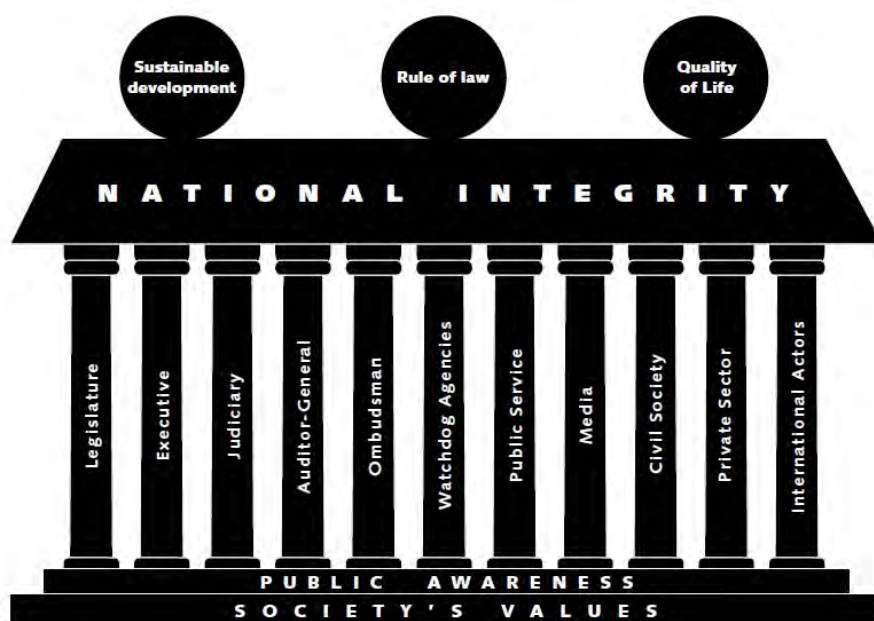 Sustainable
development
Rule of law
Quality
of Life
NATIONAL INTEGRITY
Legislature
Executive
Judiciary
Auditor-General
Ombudsman
Watchdog Agencies
Public Service
Media
Civil Society
Private Sector
International Actors
PUBLIC AWARENESS
SOCIETY'S VALUES